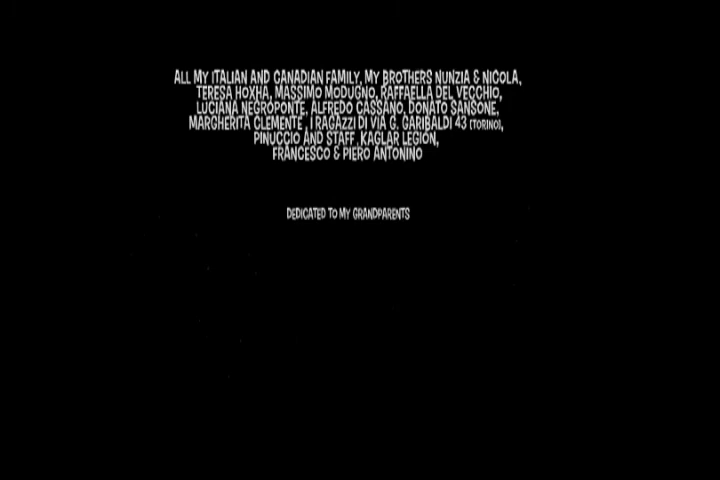 ALL MY ITALIAN AND CANADIAN FAMILY, MY BROTHERS NUNZIA & NICOLA,
TERESA HOXHA, MASSIMO MODUGNO, RAFFAELLA DEL VECCHIO,
LUCIANA NEGROPONTE, ALFREDO CASSANO, DONATO SANSONE,
MARGHERITA CLEMENTE , I RAGAZZI DI VIA G. GARIBALDI 43 (TORINO),
PINUCCIO AND STAFF , KAGLAR LEGION,
FRANCESCO & PIERO ANTONINO
DEDICATED TO MY GRANDPARENTS